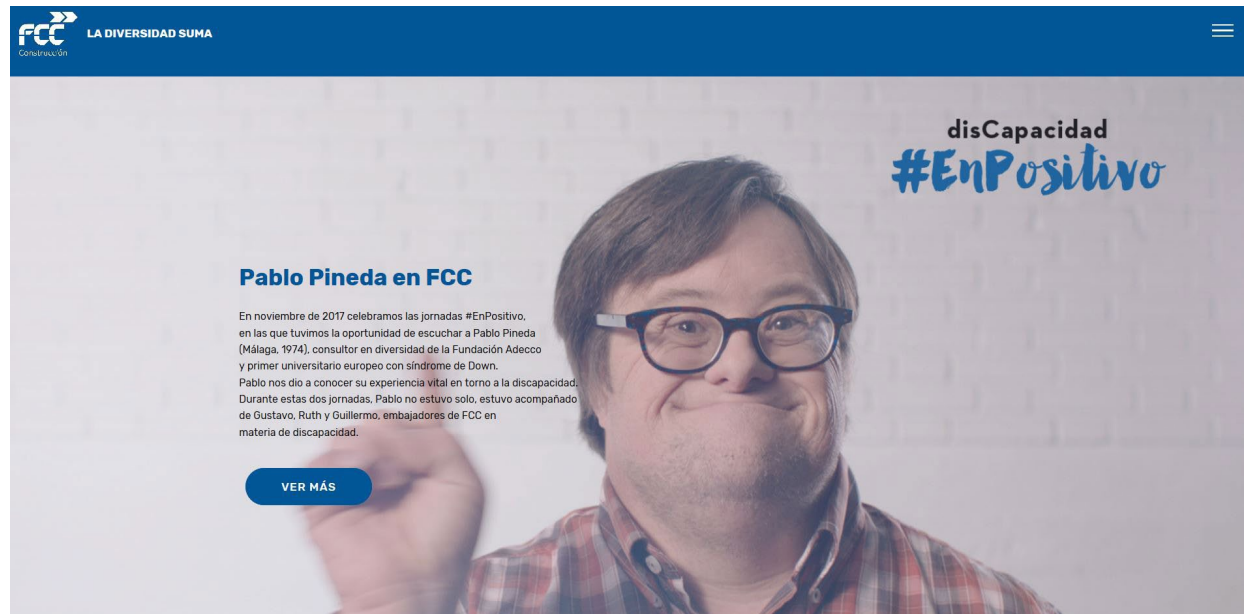 FCC
Construcción
LA DIVERSIDAD SUMA
disCapacidad
#EnPositivo
Pablo Pineda en FCC
En noviembre de 2017 celebramos las jornadas #EnPositivo,
en las que tuvimos la oportunidad de escuchar a Pablo Pineda
(Málaga, 1974), consultor en diversidad de la Fundación Adecco
y primer universitario europeo con síndrome de Down.
Pablo nos dio a conocer su experiencia vital en torno a la discapacidad.
Durante estas dos jornadas, Pablo no estuvo solo, estuvo acompañado
de Gustavo, Ruth y Guillermo, embajadores de FCC en
materia de discapacidad.
VER MÁS